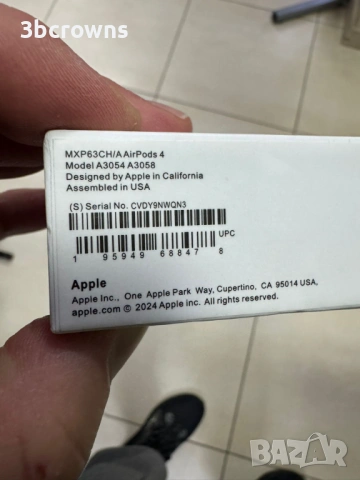 3bcrowns
MXP63CH/A AirPods 4
Model A3054 A3058
Designed by Apple in California
Assembled in USA
(S) Serial No. CVDY9NWQN3
UPC
1 95949 68847 8
Apple
Apple Inc., One Apple Park Way, Cupertino, CA 95014 USA,
apple.com © 2024 Apple inc. All rights reserved.
BAZAR